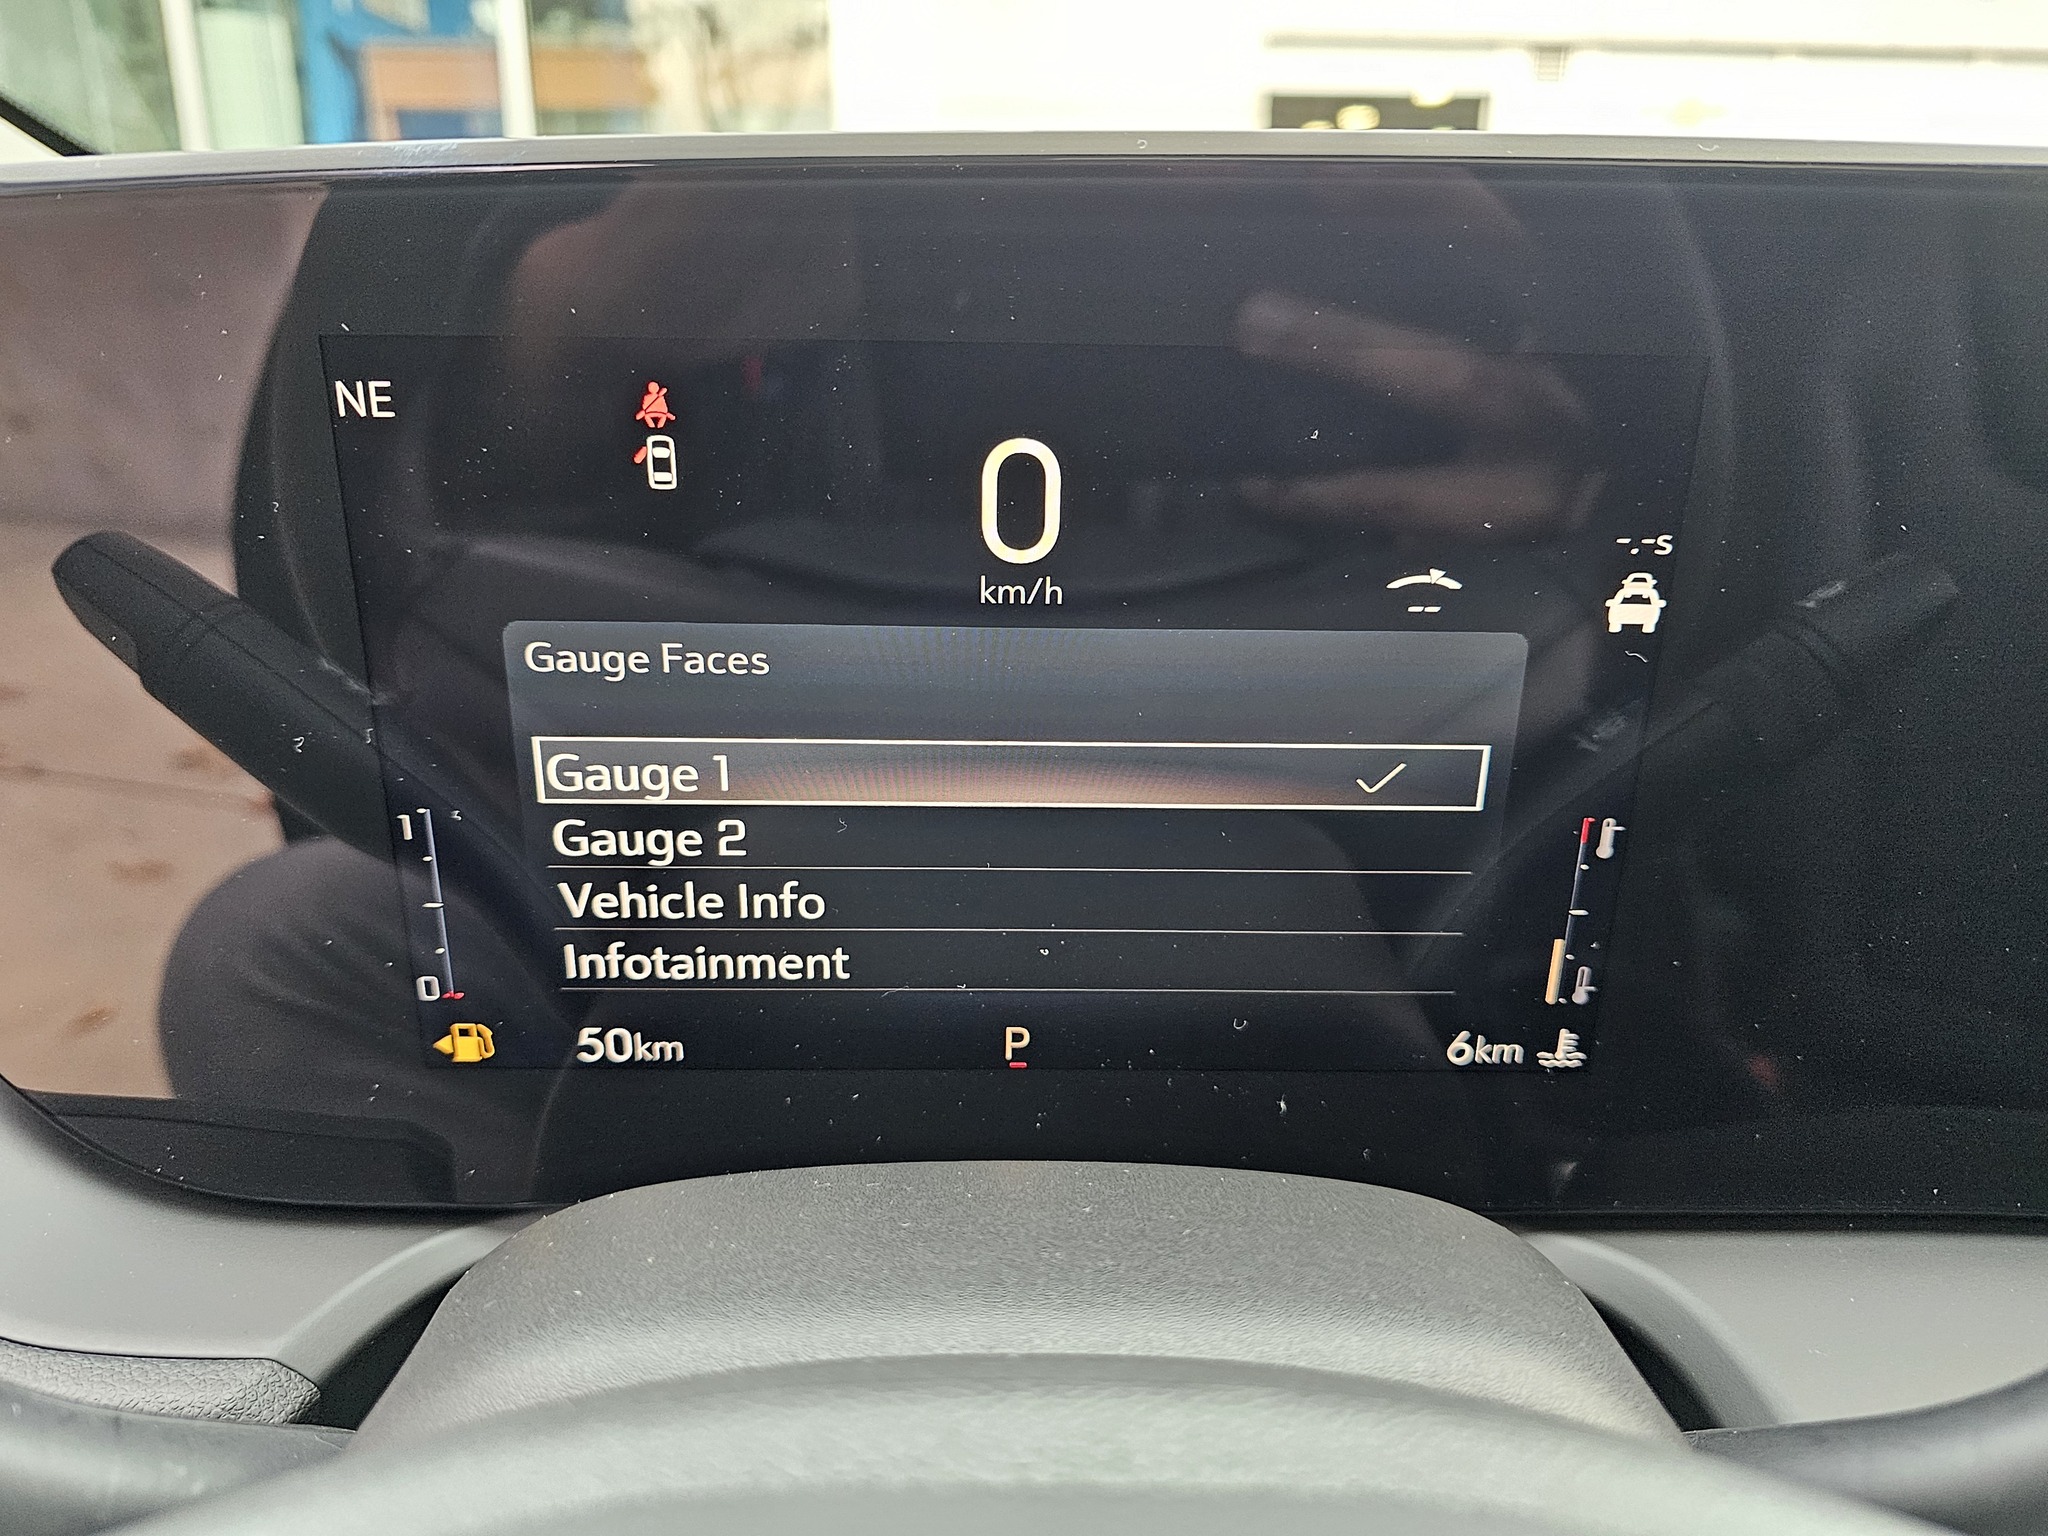 NE
0
km/h
-.-s
--
Gauge Faces
Gauge 1
Gauge 2
Vehicle Info
Infotainment
1
0
50km
P
6km